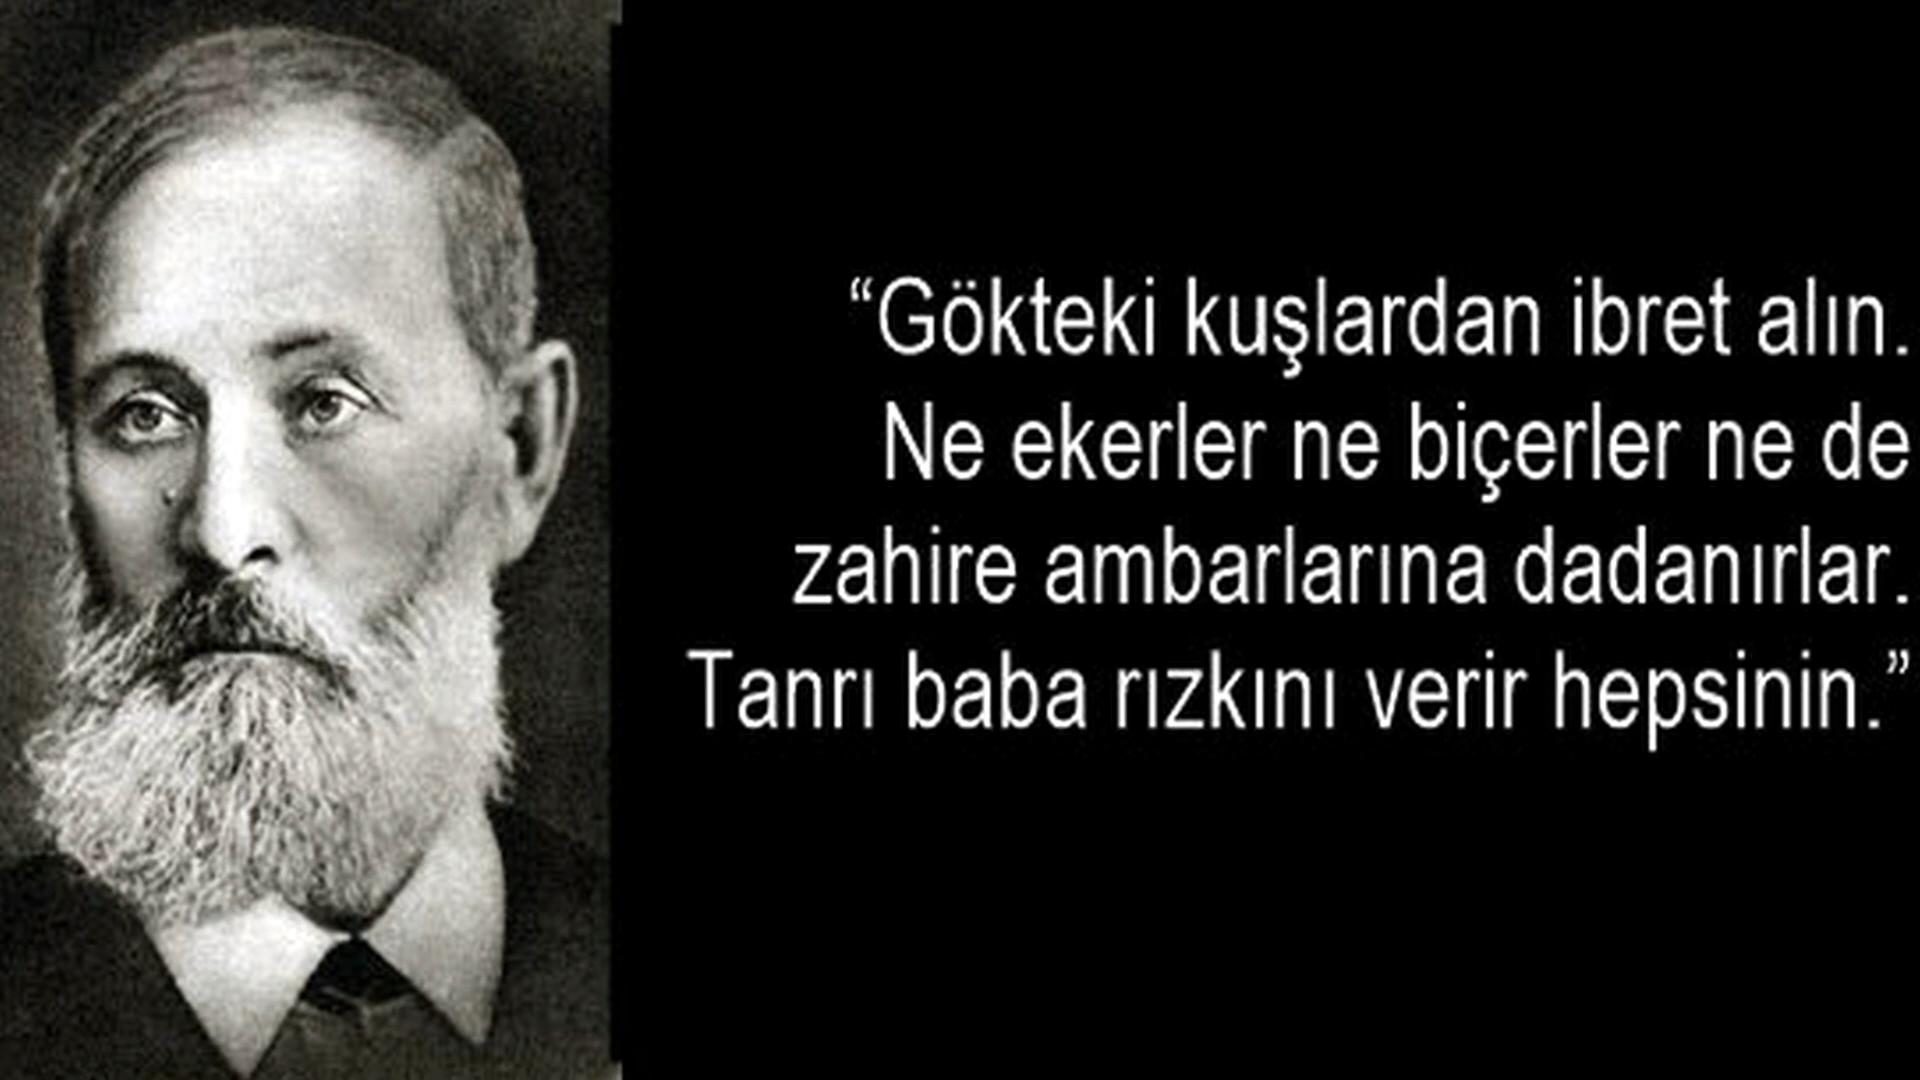 “Gökteki kuşlardan ibret alın.
Ne ekerler ne biçerler ne de
zahire ambarlarına dadanırlar.
Tanrı baba rızkını verir hepsinin.”